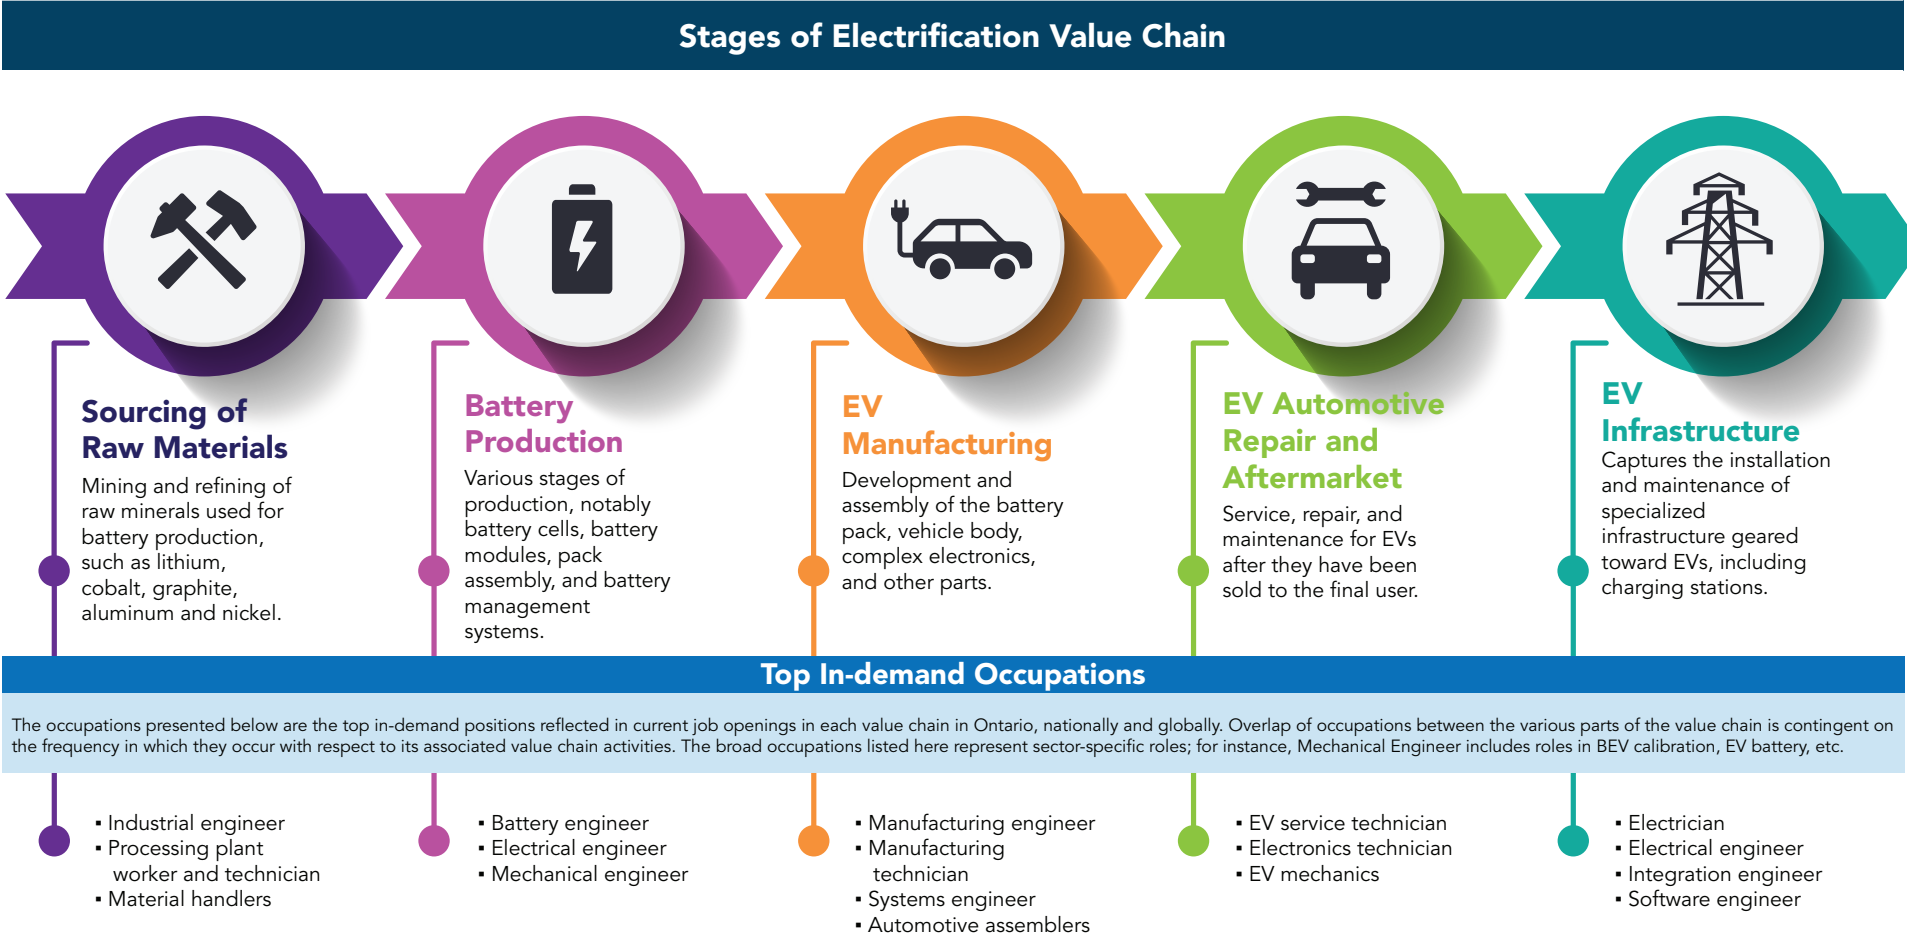 Stages of Electrification Value Chain
Sourcing of
Raw Materials
Mining and refining of
raw minerals used for
battery production,
such as lithium,
cobalt, graphite,
aluminum and nickel.
Battery
Production
Various stages of
production, notably
battery cells, battery
modules, pack
assembly, and battery
management
systems.
EV
Manufacturing
Development and
assembly of the battery
pack, vehicle body,
complex electronics,
and other parts.
EV Automotive
Repair and
Aftermarket
Service, repair, and
maintenance for EVs
after they have been
sold to the final user.
EV
Infrastructure
Captures the installation
and maintenance of
specialized
infrastructure geared
toward EVs, including
charging stations.
Top In-demand Occupations
The occupations presented below are the top in-demand positions reflected in current job openings in each value chain in Ontario, nationally and globally. Overlap of occupations between the various parts of the value chain is contingent on
the frequency in which they occur with respect to its associated value chain activities. The broad occupations listed here represent sector-specific roles; for instance, Mechanical Engineer includes roles in BEV calibration, EV battery, etc.
▪ Industrial engineer
▪ Processing plant
worker and technician
▪ Material handlers
▪ Battery engineer
▪ Electrical engineer
▪ Mechanical engineer
▪ Manufacturing engineer
▪ Manufacturing
technician
▪ Systems engineer
▪ Automotive assemblers
▪ EV service technician
▪ Electronics technician
▪ EV mechanics
▪ Electrician
▪ Electrical engineer
▪ Integration engineer
▪ Software engineer